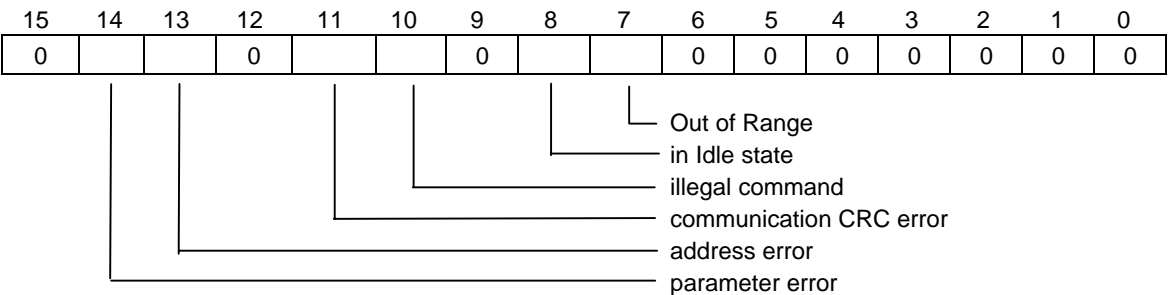 15 14 13 12 11 10 9 8 7 6 5 4 3 2 1 0
0 0 0 0 0 0 0 0 0 0
Out of Range
in Idle state
illegal command
communication CRC error
address error
parameter error